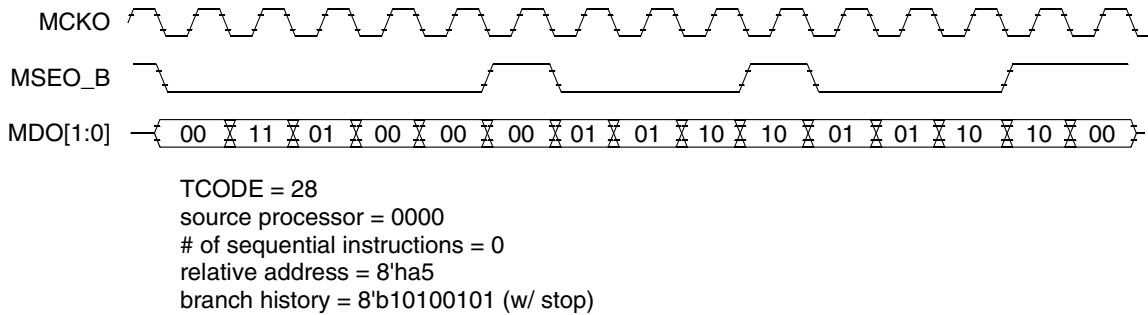 MCKO
MSEO_B
MDO[1:0] 00 11 01 00 00 00 01 01 10 10 01 01 10 10 00
TCODE = 28
source processor = 0000
# of sequential instructions = 0
relative address = 8'ha5
branch history = 8'b10100101 (w/ stop)